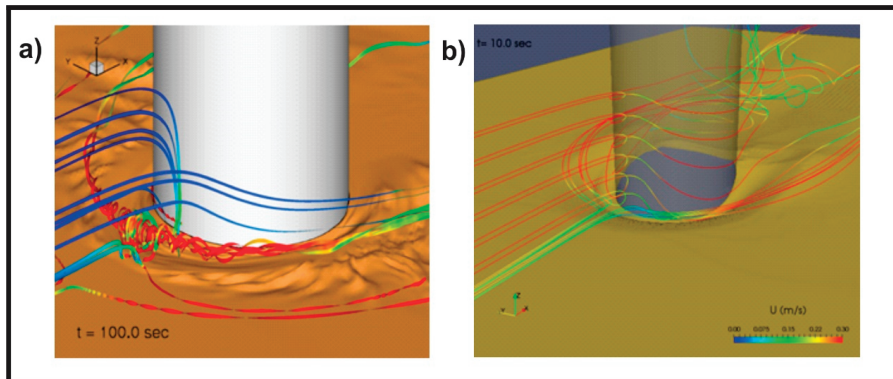 a)
Z
Y
X
t = 100.0 sec
b)
t= 10.0 sec
Z
Y
X
U (m/s)
0.00 0.075 0.15 0.22 0.30